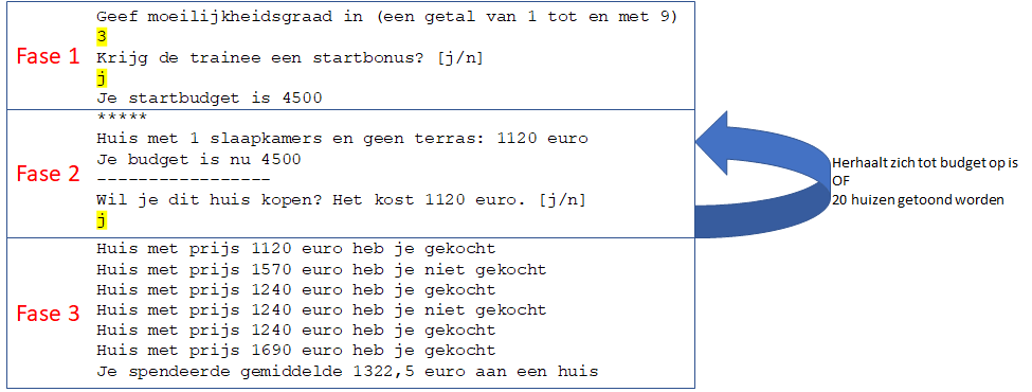 Fase 1
Geef moeilijkheidsgraad in (een getal van 1 tot en met 9)
3
Krijg de trainee een startbonus? [j/n]
j
Je startbudget is 4500
Fase 2
*****
Huis met 1 slaapkamers en geen terras: 1120 euro
Je budget is nu 4500
-----------------
Wil je dit huis kopen? Het kost 1120 euro. [j/n]
j
Herhaalt zich tot budget op is
OF
20 huizen getoond worden
Fase 3
Huis met prijs 1120 euro heb je gekocht
Huis met prijs 1570 euro heb je niet gekocht
Huis met prijs 1240 euro heb je gekocht
Huis met prijs 1240 euro heb je niet gekocht
Huis met prijs 1240 euro heb je gekocht
Huis met prijs 1690 euro heb je gekocht
Je spendeerde gemiddelde 1322,5 euro aan een huis